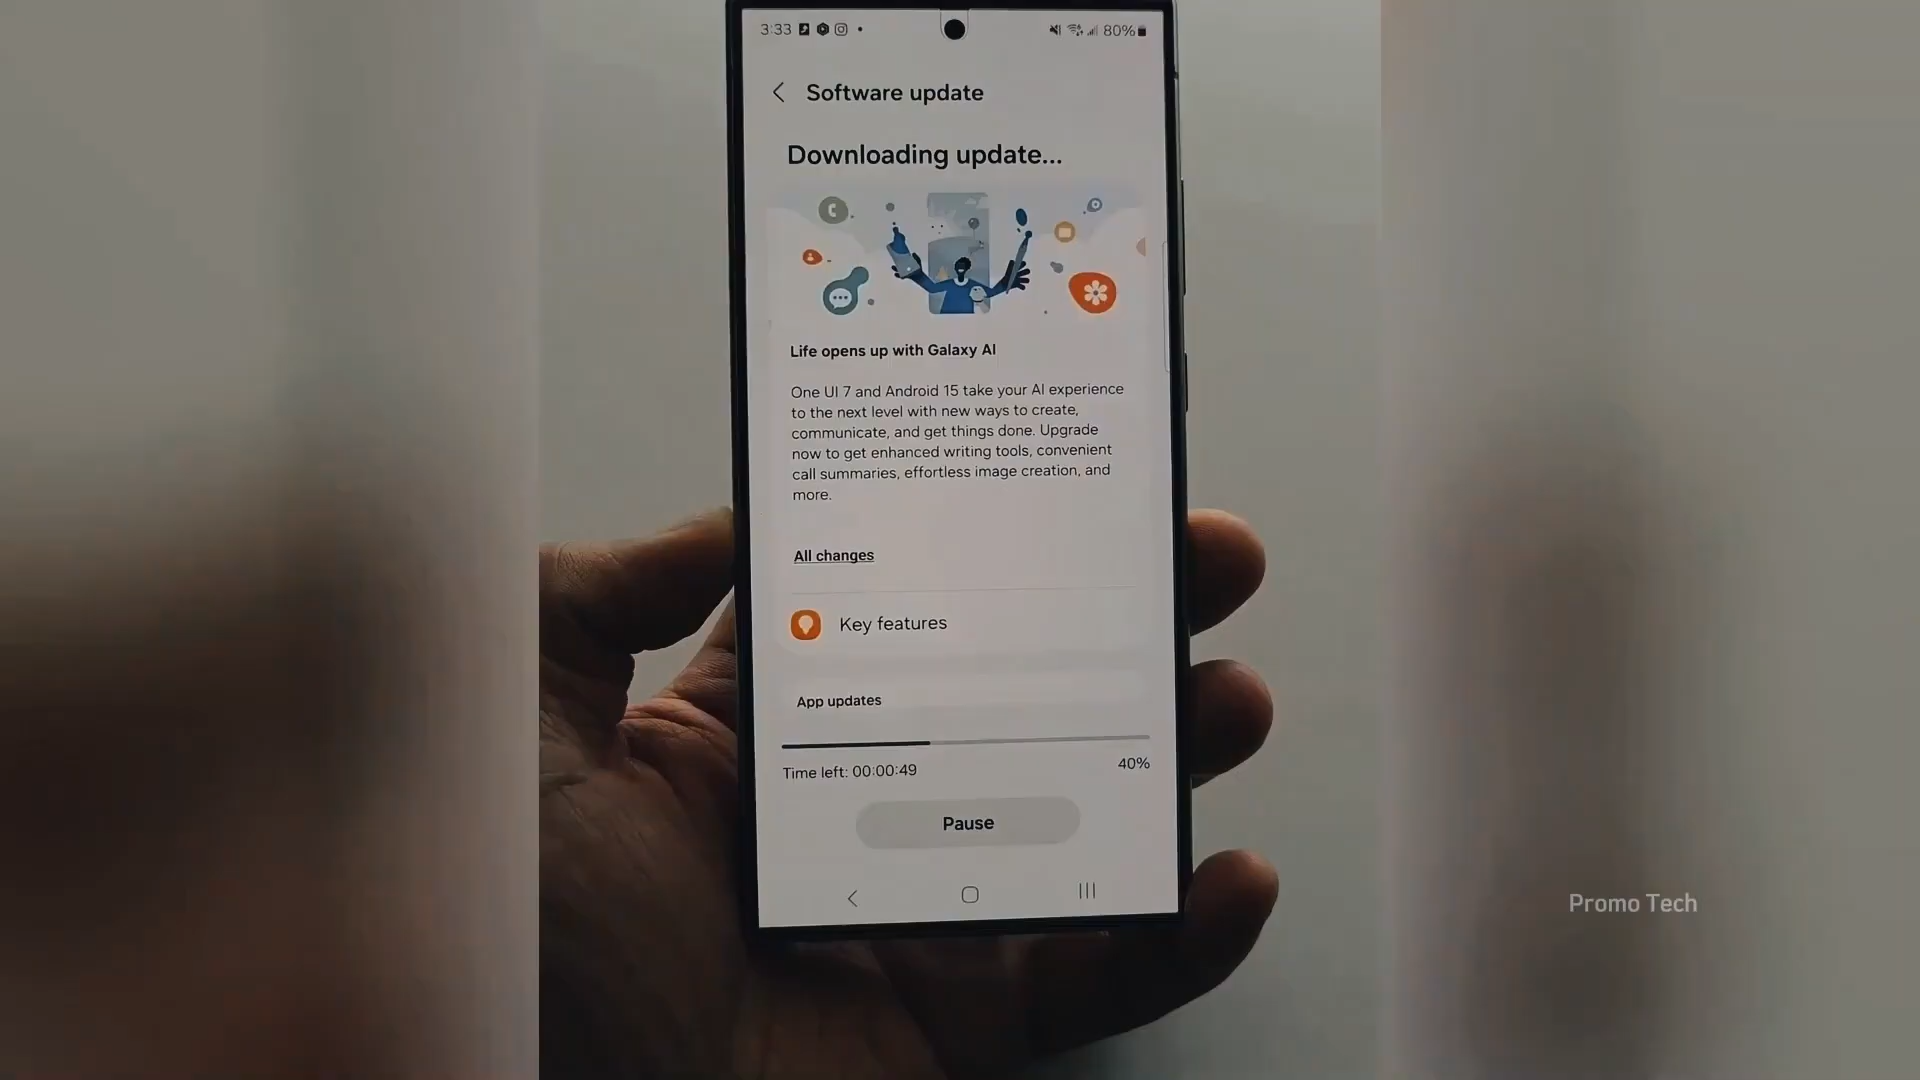 3:33
80%
Software update
Downloading update...
Life opens up with Galaxy AI
One UI 7 and Android 15 take your AI experience
to the next level with new ways to create,
communicate, and get things done. Upgrade
now to get enhanced writing tools, convenient
call summaries, effortless image creation, and
more.
All changes
Key features
App updates
Time left: 00:00:49
40%
Pause
Promo Tech